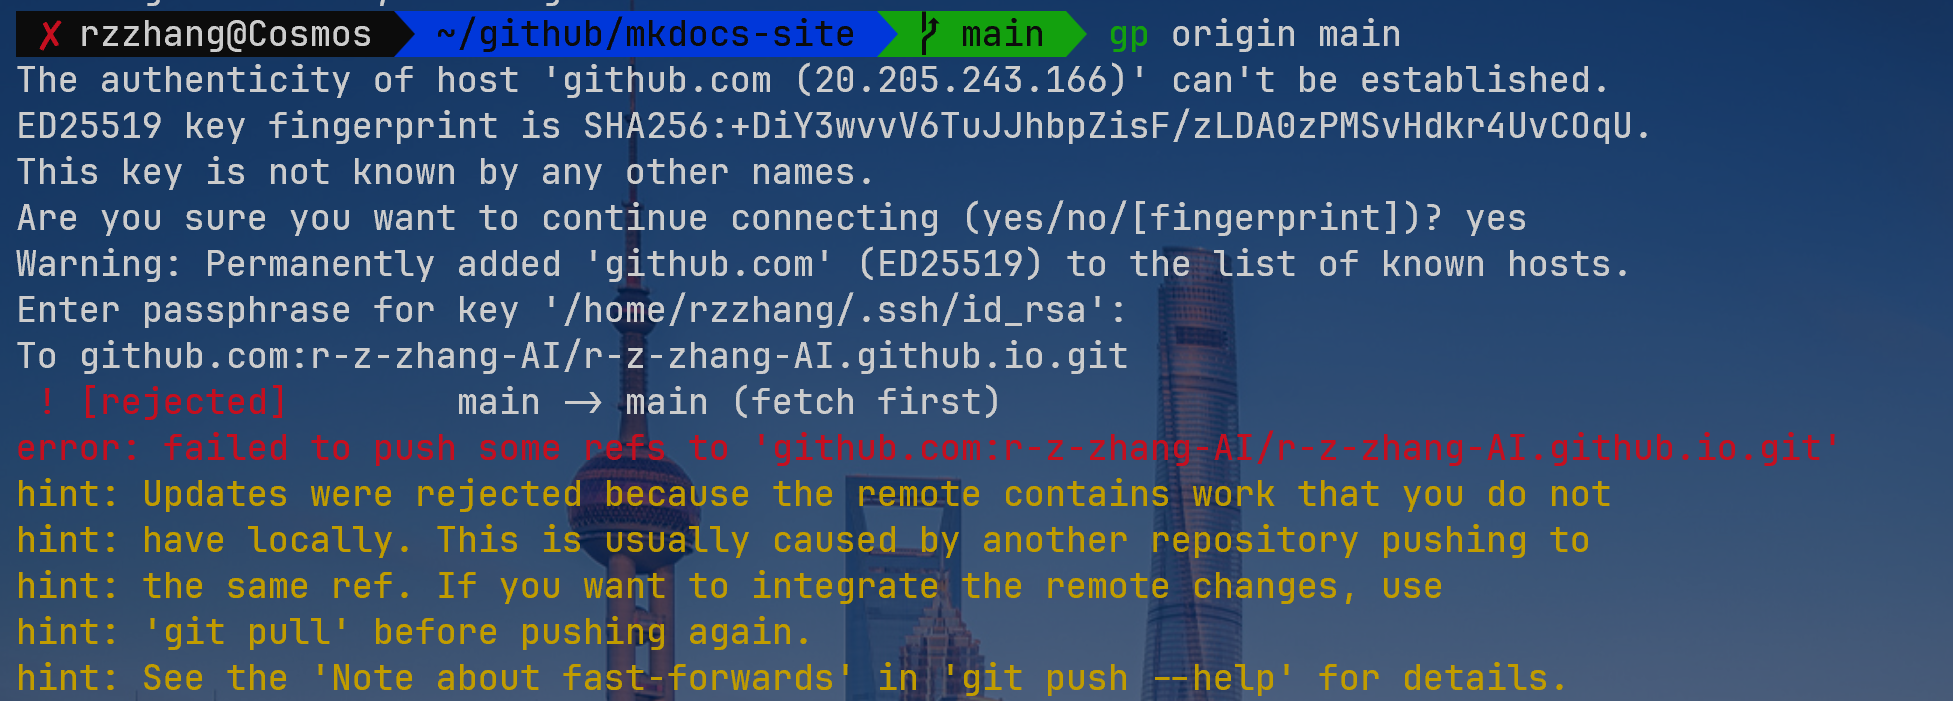 ✗ rzzhang@Cosmos ~/github/mkdocs-site main gp origin main
The authenticity of host 'github.com (20.205.243.166)' can't be established.
ED25519 key fingerprint is SHA256:+DiY3wvvV6TuJJhbpZisF/zLDA0zPMSvHdkr4UvCOqU.
This key is not known by any other names.
Are you sure you want to continue connecting (yes/no/[fingerprint])? yes
Warning: Permanently added 'github.com' (ED25519) to the list of known hosts.
Enter passphrase for key '/home/rzzhang/.ssh/id_rsa':
To github.com:r-z-zhang-AI/r-z-zhang-AI.github.io.git
! [rejected] main -> main (fetch first)
error: failed to push some refs to 'github.com:r-z-zhang-AI/r-z-zhang-AI.github.io.git'
hint: Updates were rejected because the remote contains work that you do not
hint: have locally. This is usually caused by another repository pushing to
hint: the same ref. If you want to integrate the remote changes, use
hint: 'git pull' before pushing again.
hint: See the 'Note about fast-forwards' in 'git push --help' for details.